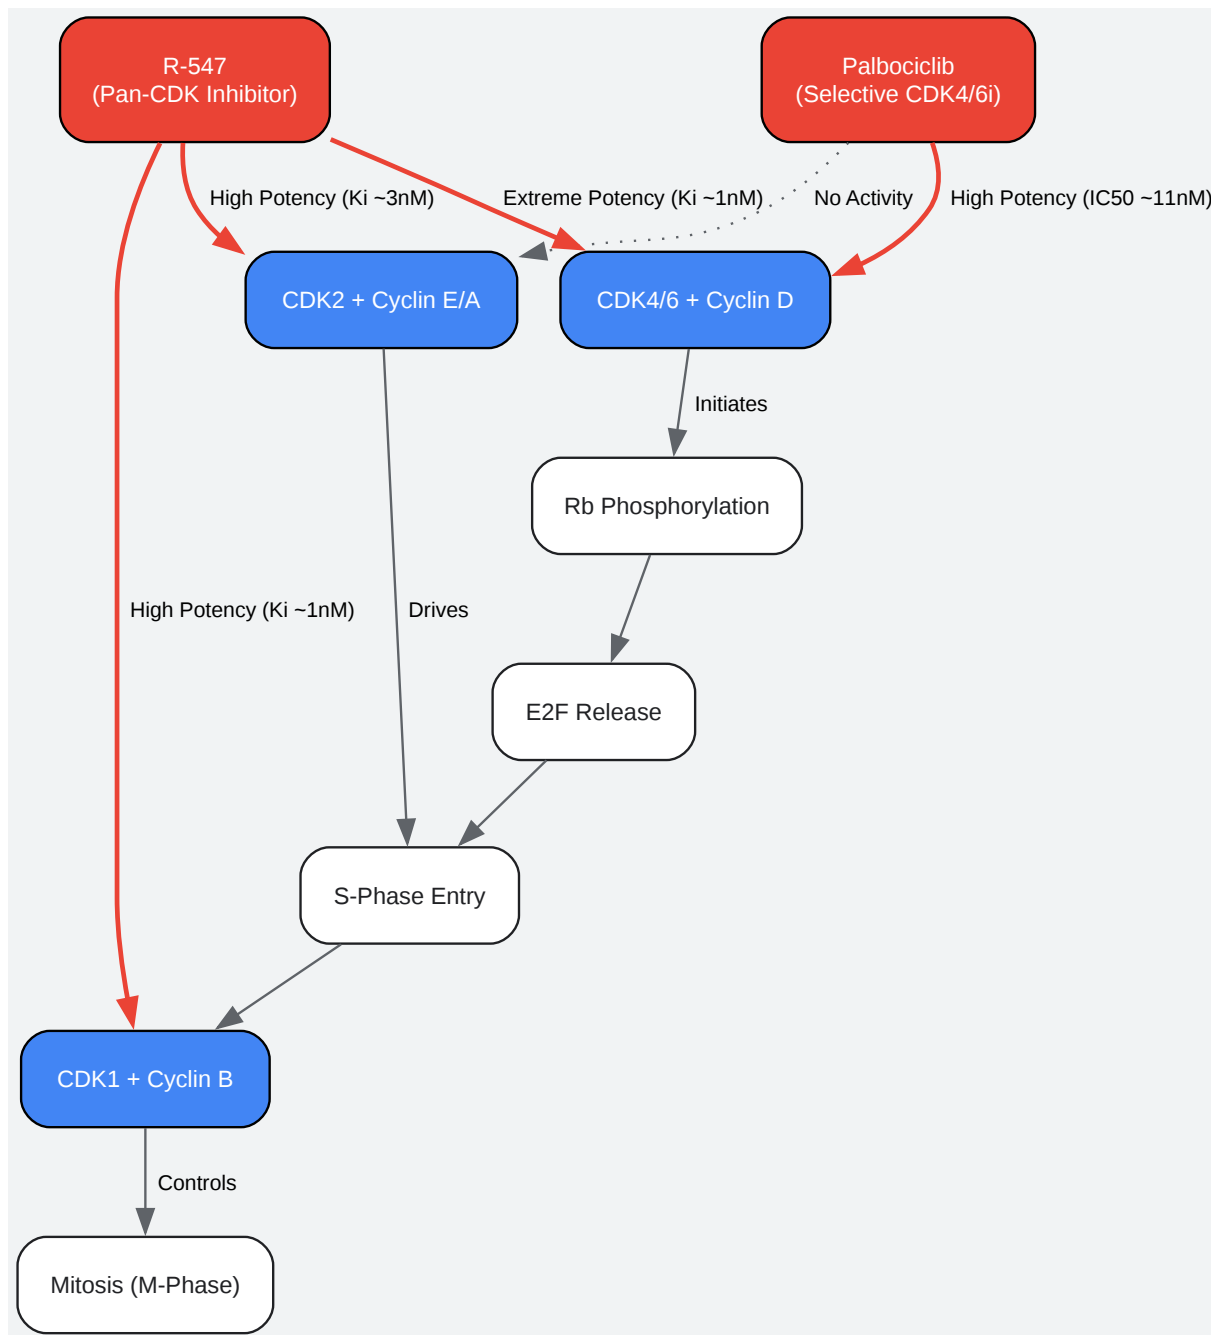 R-547
(Pan-CDK Inhibitor)
Palbociclib
(Selective CDK4/6i)
High Potency (Ki ~3nM)
Extreme Potency (Ki ~1nM)
No Activity
High Potency (IC50 ~11nM)
CDK2 + Cyclin E/A
CDK4/6 + Cyclin D
Initiates
Rb Phosphorylation
High Potency (Ki ~1nM)
Drives
E2F Release
S-Phase Entry
CDK1 + Cyclin B
Controls
Mitosis (M-Phase)